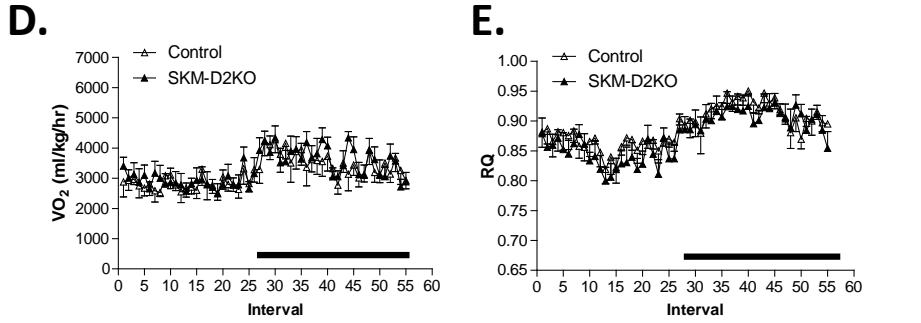 D.
Control
SKM-D2KO
VO2 (ml/kg/hr)
7000
6000
5000
4000
3000
2000
1000
0
0 5 10 15 20 25 30 35 40 45 50 55 60
Interval
E.
Control
SKM-D2KO
RQ
1.00
0.95
0.90
0.85
0.80
0.75
0.70
0.65
0 5 10 15 20 25 30 35 40 45 50 55 60
Interval